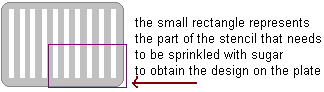 the small rectangle represents
the part of the stencil that needs
to be sprinkled with sugar
to obtain the design on the plate